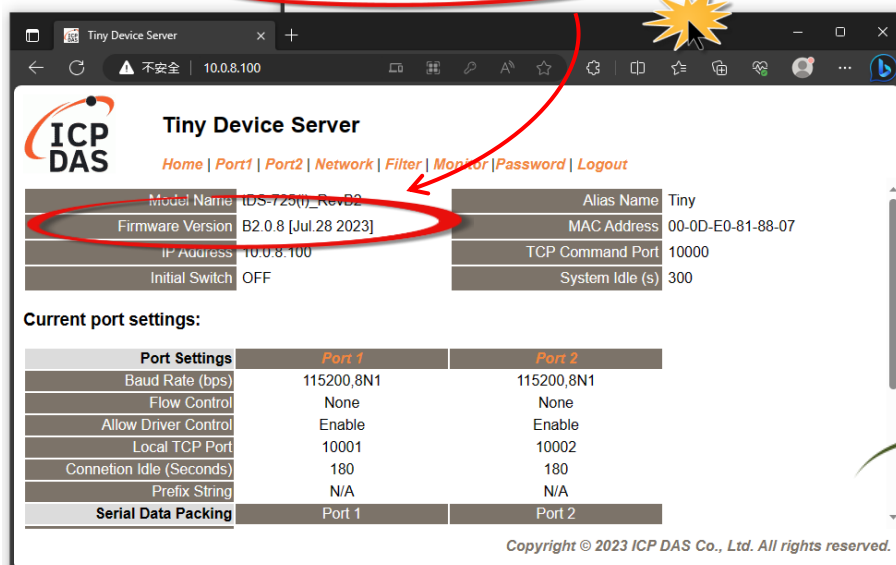 Tiny Device Server
不安全 | 10.0.8.100
ICP DAS
Tiny Device Server
Home | Port1 | Port2 | Network | Filter | Monitor |Password | Logout
Model Name tDS-725(i)_RevB2 Alias Name Tiny
Firmware Version B2.0.8 [Jul.28 2023] MAC Address 00-0D-E0-81-88-07
IP Address 10.0.8.100 TCP Command Port 10000
Initial Switch OFF System Idle (s) 300
Current port settings:
Port Settings Port 1 Port 2
Baud Rate (bps) 115200,8N1 115200,8N1
Flow Control None None
Allow Driver Control Enable Enable
Local TCP Port 10001 10002
Connetion Idle (Seconds) 180 180
Prefix String N/A N/A
Serial Data Packing Port 1 Port 2
Copyright © 2023 ICP DAS Co., Ltd. All rights reserved.